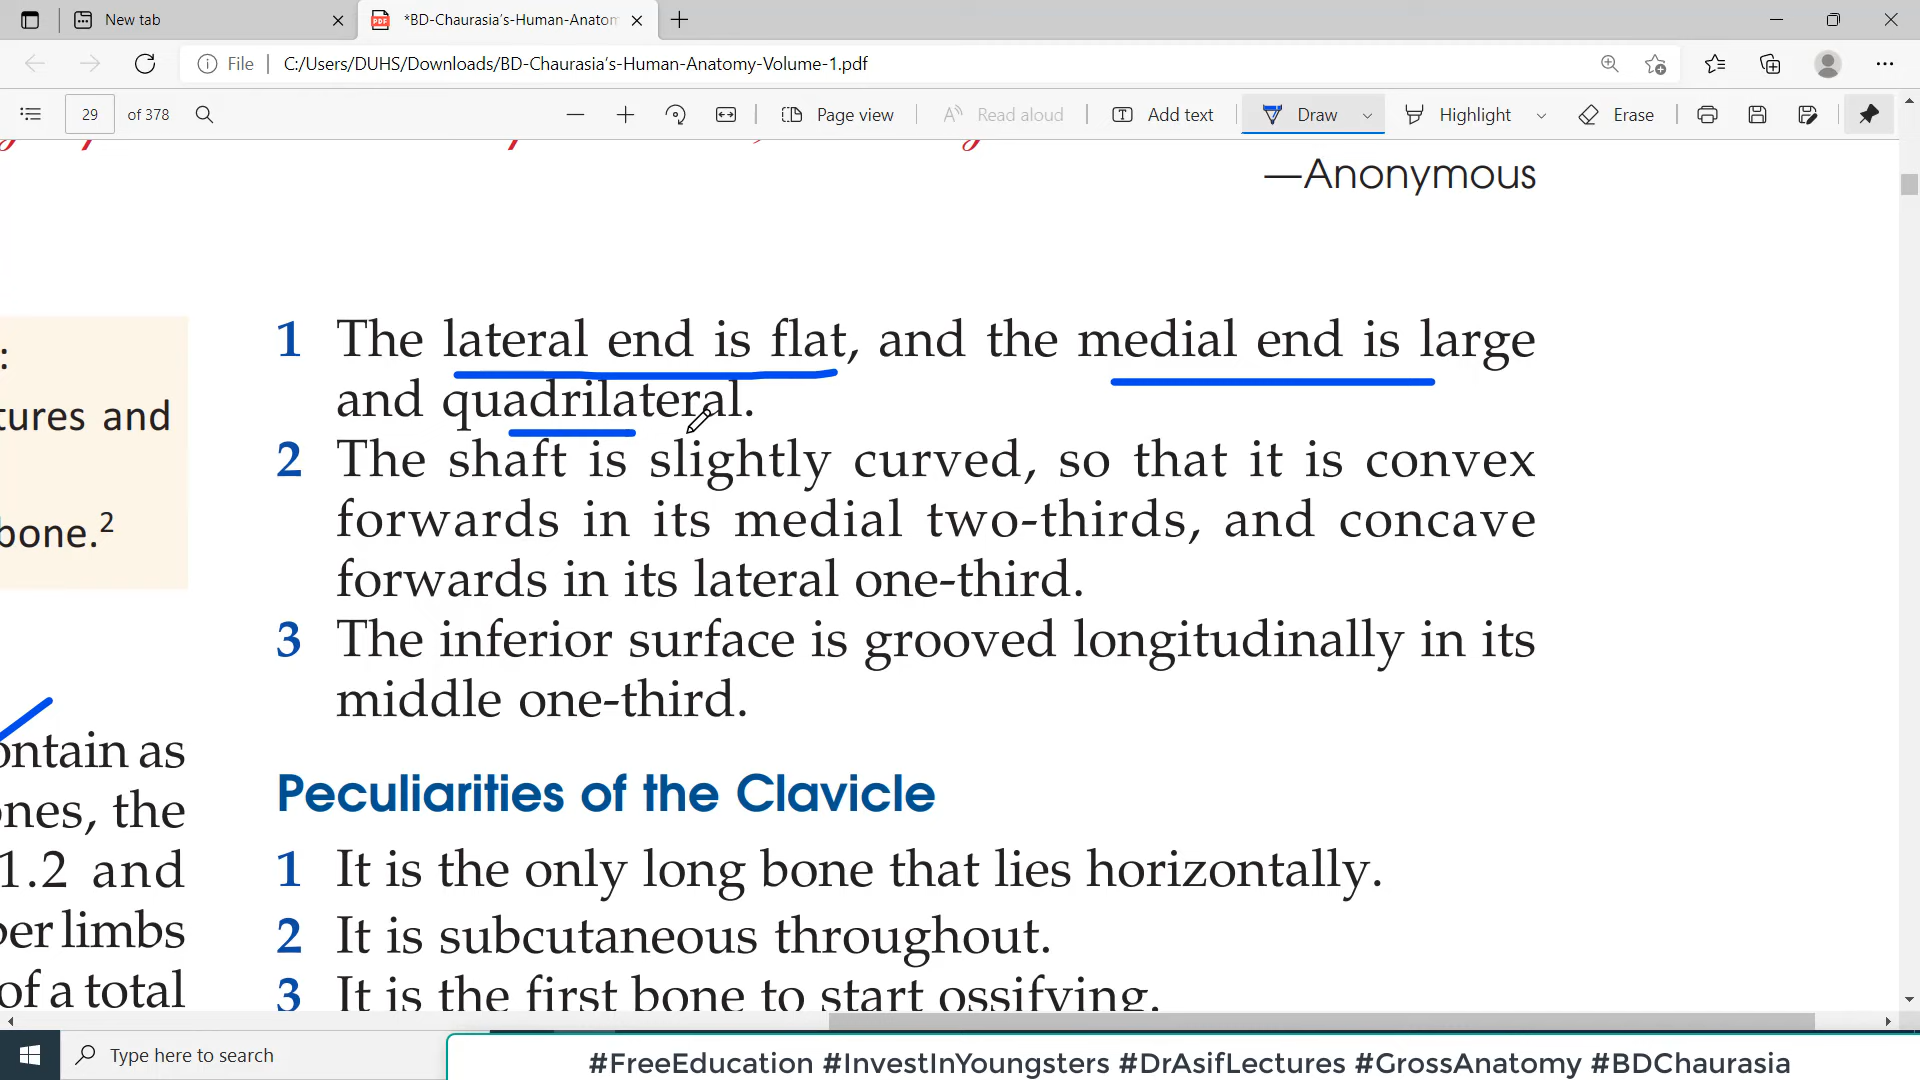 New tab
*BD-Chaurasia's-Human-Anatom
File
C:/Users/DUHS/Downloads/BD-Chaurasia's-Human-Anatomy-Volume-1.pdf
29 of 378
Page view
Read aloud
Add text
Draw
Highlight
Erase
—Anonymous
1 The lateral end is flat, and the medial end is large
and quadrilateral.
2 The shaft is slightly curved, so that it is convex
forwards in its medial two-thirds, and concave
forwards in its lateral one-third.
3 The inferior surface is grooved longitudinally in its
middle one-third.
Peculiarities of the Clavicle
1 It is the only long bone that lies horizontally.
2 It is subcutaneous throughout.
3 It is the first bone to start ossifying.
:
tures and
bone.²
ontain as
ones, the
1.2 and
per limbs
of a total
Type here to search
#FreeEducation #InvestInYoungsters #DrAsifLectures #GrossAnatomy #BDChaurasia